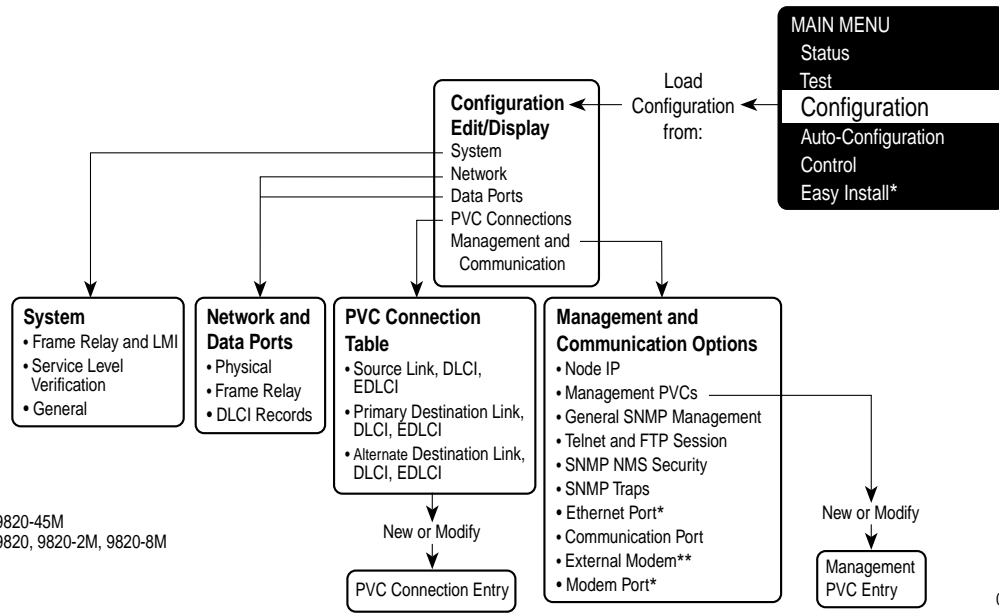 MAIN MENU
Status
Test
Configuration
Auto-Configuration
Control
Easy Install*
Load
Configuration
from:
Configuration
Edit/Display
System
Network
Data Ports
PVC Connections
Management and
Communication
System
• Frame Relay and LMI
• Service Level
Verification
• General
Network and
Data Ports
• Physical
• Frame Relay
• DLCI Records
PVC Connection
Table
• Source Link, DLCI,
EDLCI
• Primary Destination Link,
DLCI, EDLCI
• Alternate Destination Link,
DLCI, EDLCI
New or Modify
PVC Connection Entry
Management and
Communication Options
• Node IP
• Management PVCs
• General SNMP Management
• Telnet and FTP Session
• SNMP NMS Security
• SNMP Traps
• Ethernet Port*
• Communication Port
• External Modem**
• Modem Port*
New or Modify
Management
PVC Entry
9820-45M
9820, 9820-2M, 9820-8M